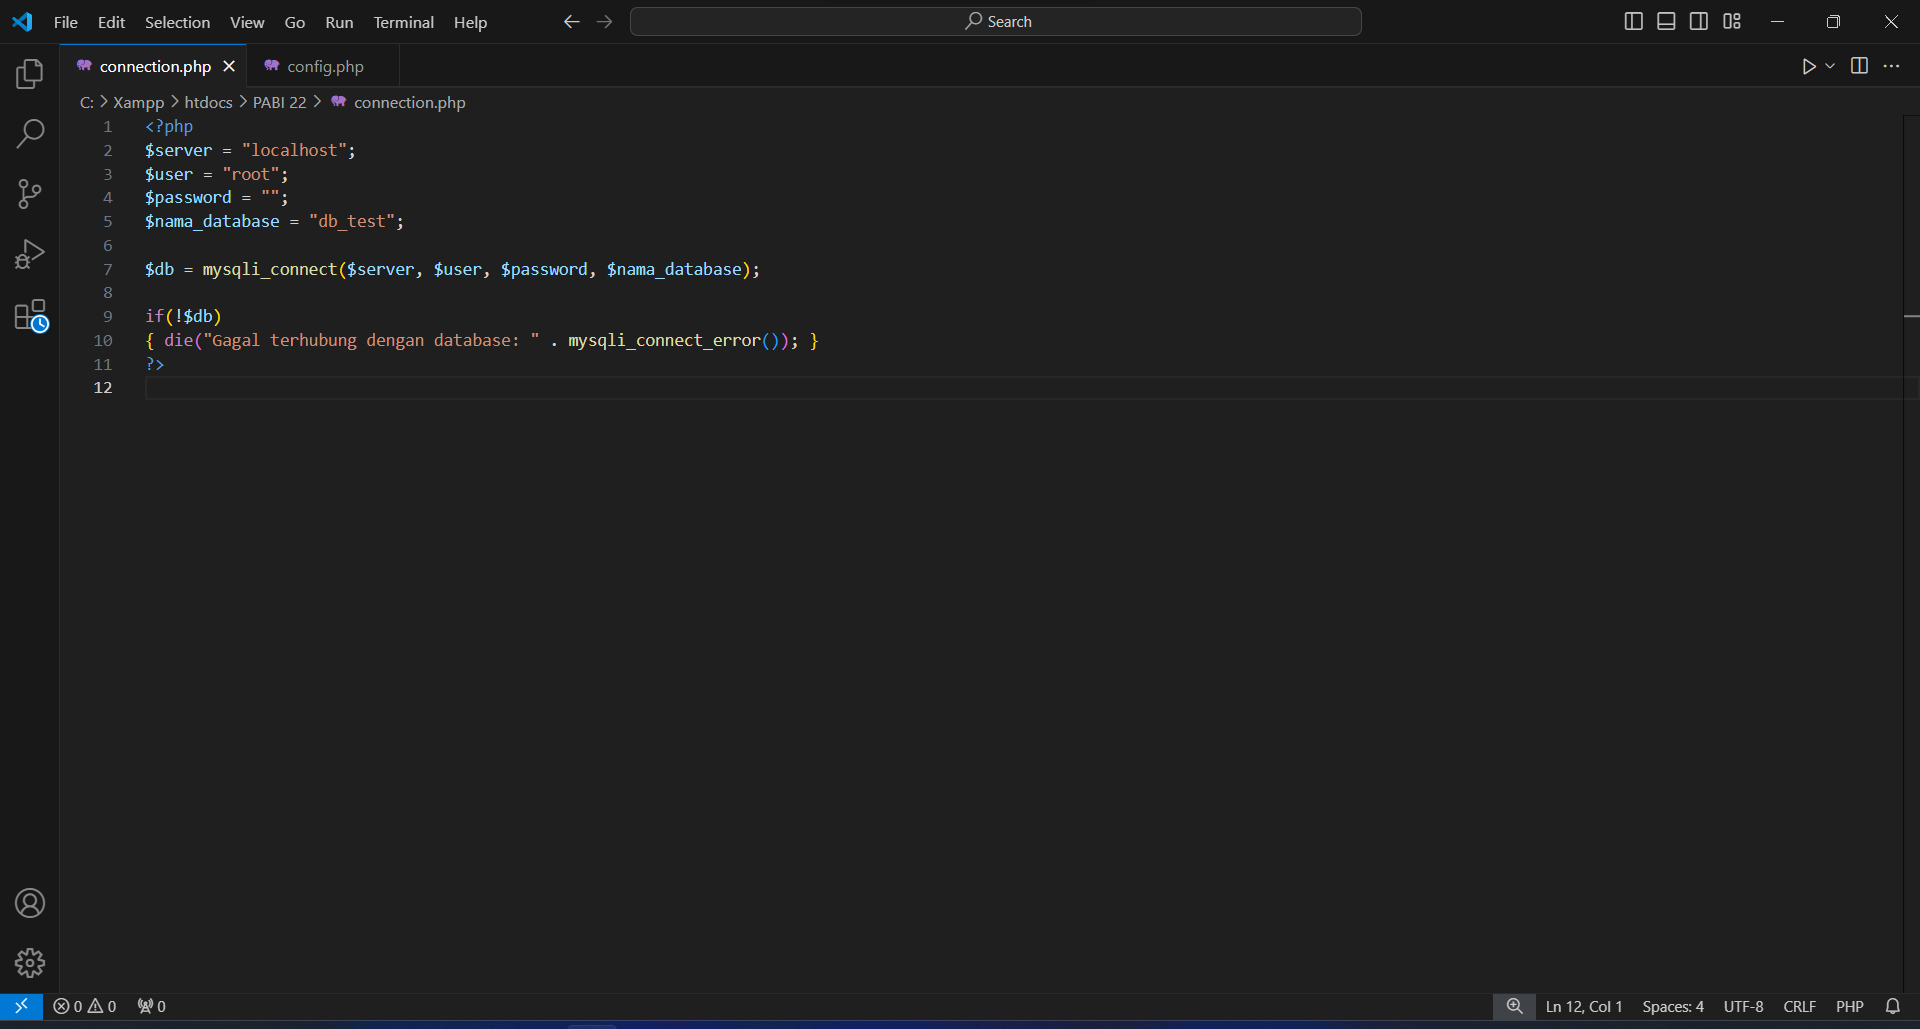 File Edit Selection View Go Run Terminal Help
Search
connection.php
config.php
C: > Xampp > htdocs > PABI 22 > connection.php
1 <?php
2 $server = "localhost";
3 $user = "root";
4 $password = "";
5 $nama_database = "db_test";
6
7 $db = mysqli_connect($server, $user, $password, $nama_database);
8
9 if(!$db)
10 { die("Gagal terhubung dengan database: " . mysqli_connect_error()); }
11 ?>
12
0 0 0
Ln 12, Col 1 Spaces: 4 UTF-8 CRLF PHP